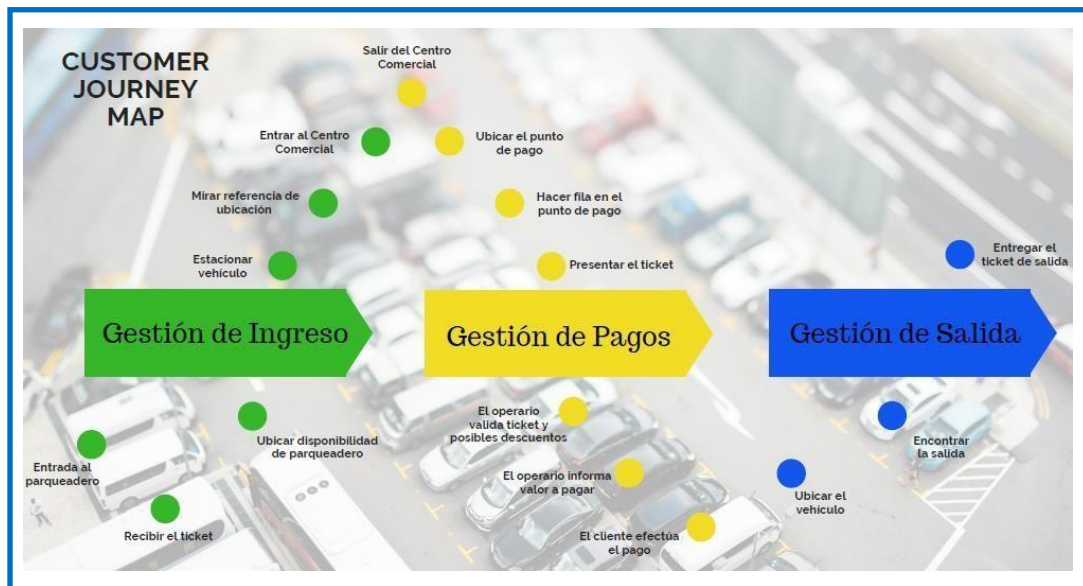 CUSTOMER
JOURNEY
MAP
Entrada al
parqueadero
Recibir el ticket
Ubicar disponibilidad
de parqueadero
Estacionar
vehículo
Mirar referencia de
ubicación
Entrar al Centro
Comercial
Gestión de Ingreso
Salir del Centro
Comercial
Ubicar el punto
de pago
Hacer fila en el
punto de pago
Presentar el ticket
Gestión de Pagos
El operario
valida ticket y
posibles descuentos
El operario informa
valor a pagar
El cliente efectúa
el pago
Ubicar el
vehículo
Encontrar
la salida
Entregar el
ticket de salida
Gestión de Salida